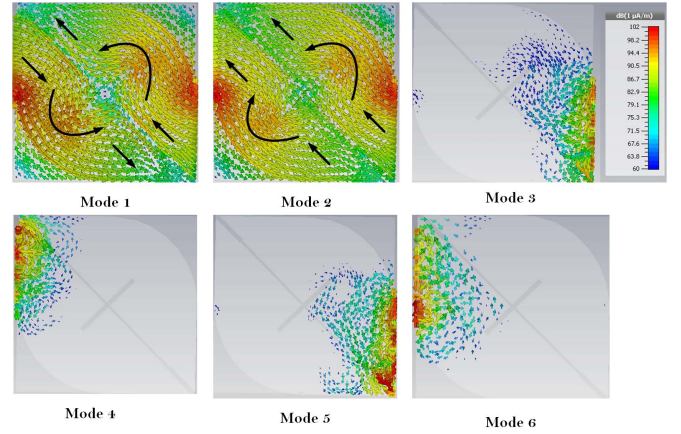 dB(1 µA/m)
102
98.2
94.4
90.5
86.7
82.9
79.1
75.3
71.5
67.6
63.8
60
Mode 1
Mode 2
Mode 3
Mode 4
Mode 5
Mode 6